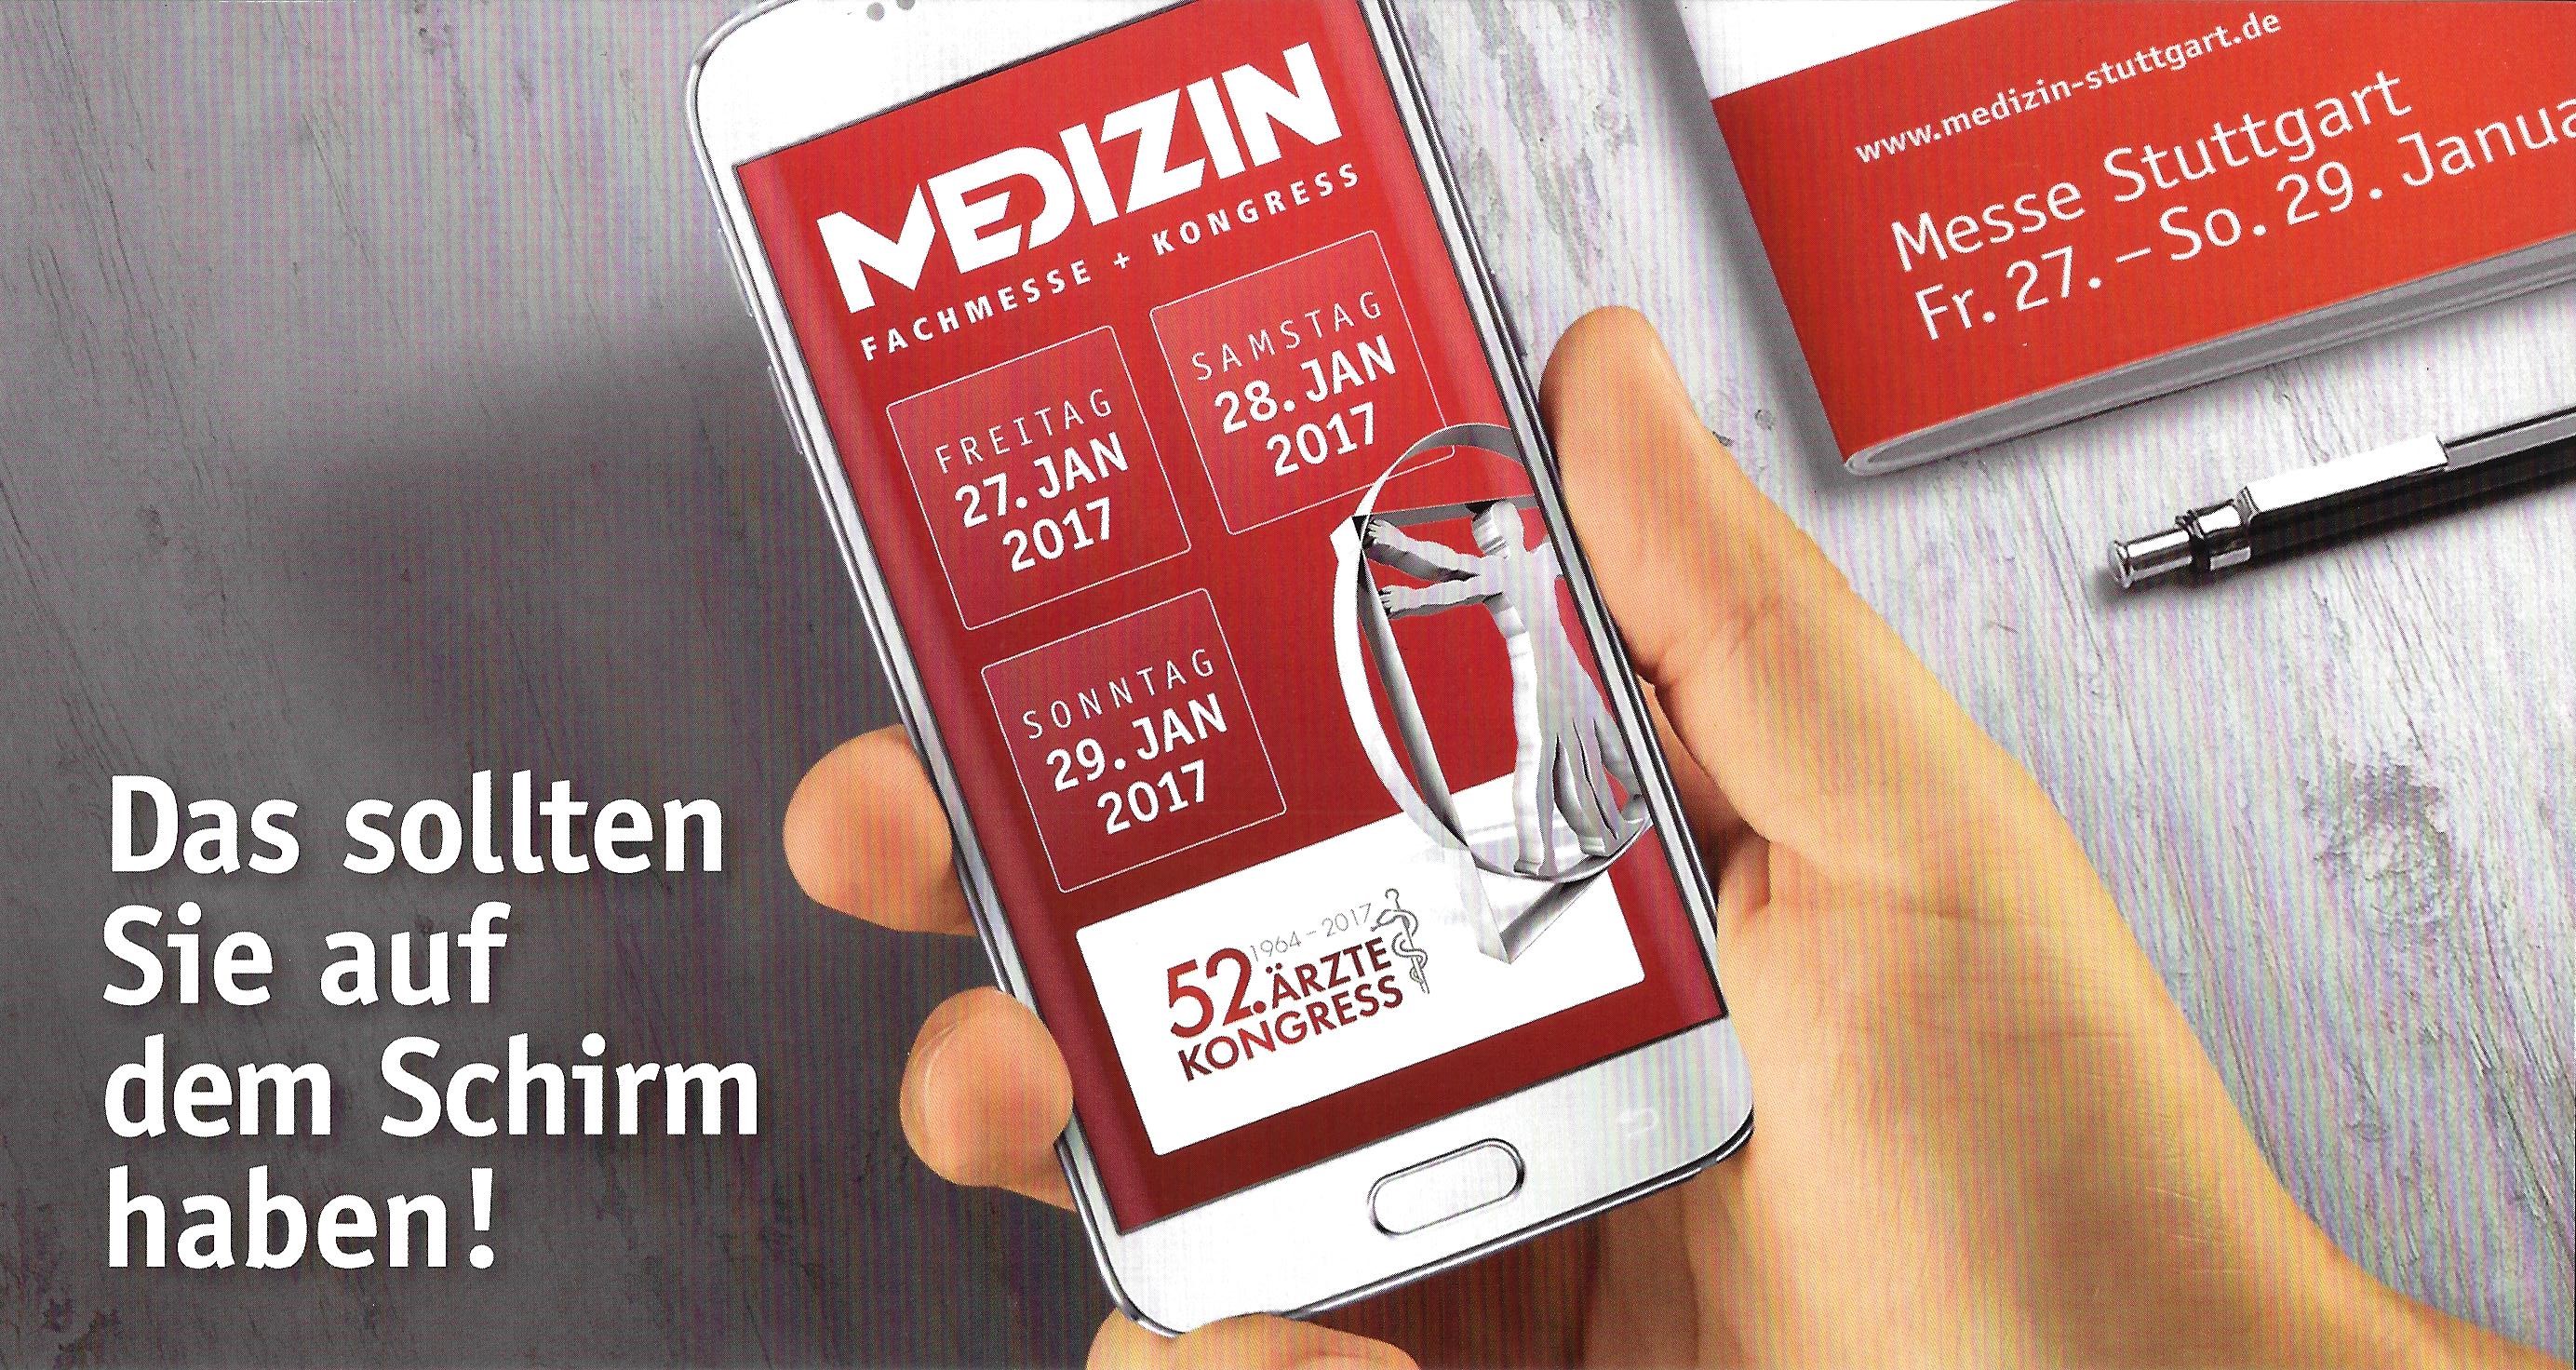 MEDIZIN
FACHMESSE + KONGRESS
FREITAG
27. JAN
2017
SAMSTAG
28. JAN
2017
SONNTAG
29. JAN
2017
1964 – 2017
52. ÄRZTE
KONGRESS
www.medizin-stuttgart.de
Messe Stuttgart
Fr. 27. – So. 29. Janua
Das sollten
Sie auf
dem Schirm
haben!